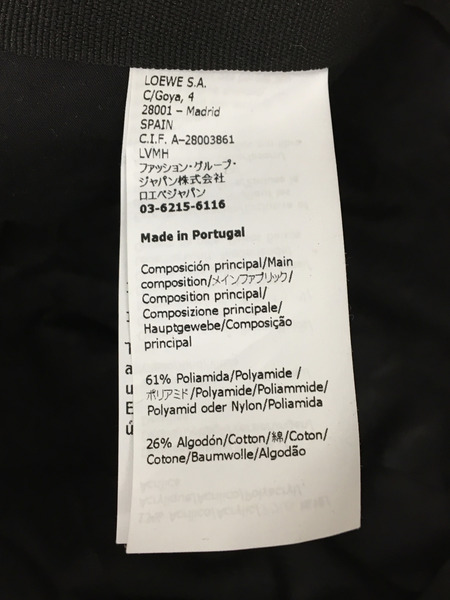 LOEWE S.A.
C/Goya, 4
28001 – Madrid
SPAIN
C.I.F. A–28003861
LVMH
ファッション・グループ・
ジャパン株式会社
ロエベジャパン
03-6215-6116
Made in Portugal
Composición principal/Main
composition/メインファブリック/
Composition principal/
Composizione principale/
Hauptgewebe/Composição
principal
61% Poliamida/Polyamide /
ポリアミド/Polyamide/Poliammide/
Polyamid oder Nylon/Poliamida
26% Algodón/Cotton/綿/Coton/
Cotone/Baumwolle/Algodão